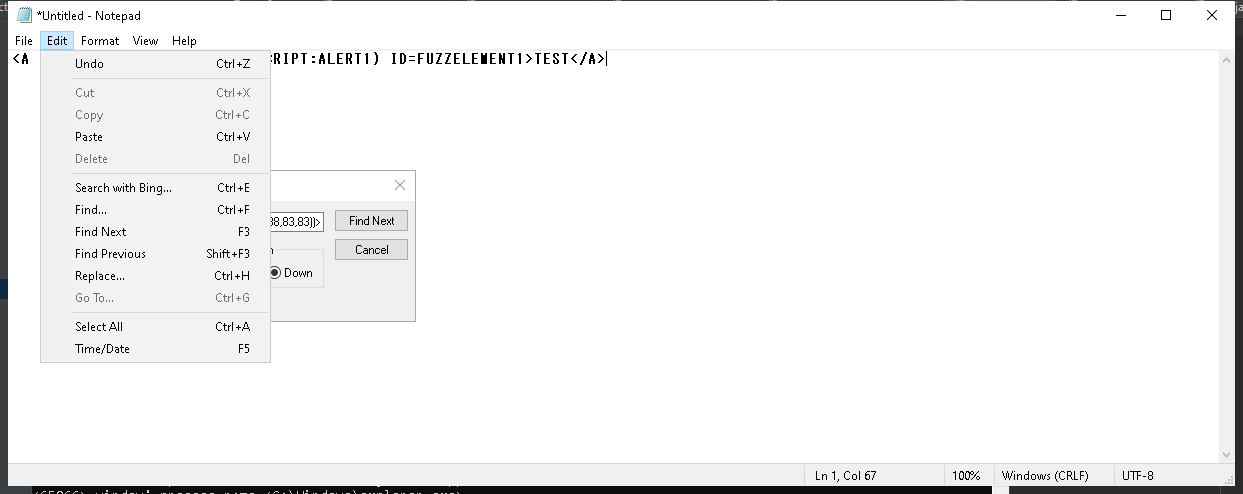 *Untitled - Notepad
File Edit Format View Help
<A RIPT:ALERT1) ID=FUZZELEMENT1>TEST</A>
Undo Ctrl+Z
Cut Ctrl+X
Copy Ctrl+C
Paste Ctrl+V
Delete Del
Search with Bing... Ctrl+E
Find... Ctrl+F
Find Next F3
Find Previous Shift+F3
Replace... Ctrl+H
Go To... Ctrl+G
Select All Ctrl+A
Time/Date F5
88,83,83))> Find Next
Cancel
Down
Ln 1, Col 67 100% Windows (CRLF) UTF-8